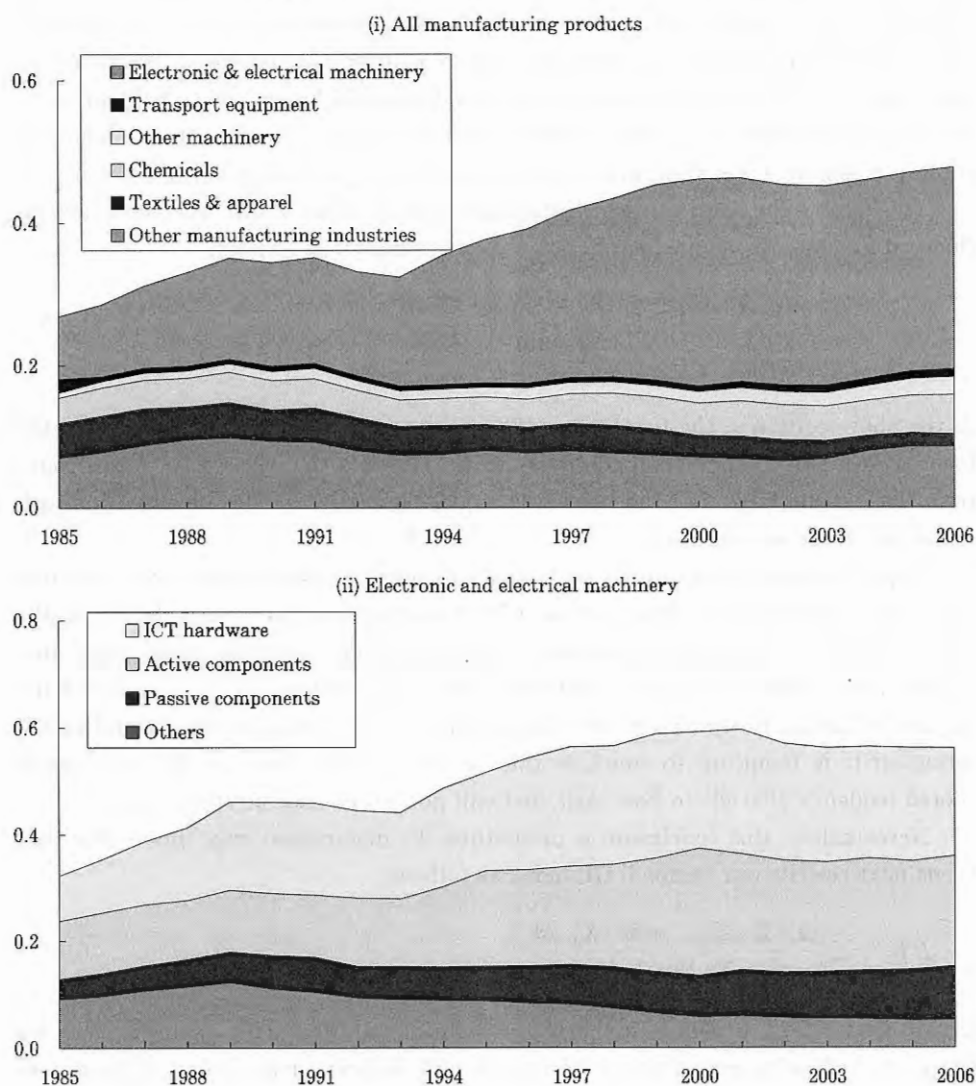 (i) All manufacturing products
0.6
Electronic & electrical machinery
Transport equipment
Other machinery
Chemicals
Textiles & apparel
Other manufacturing industries
0.4
0.2
0.0
1985 1988 1991 1994 1997 2000 2003 2006
(ii) Electronic and electrical machinery
0.8
ICT hardware
Active components
Passive components
Others
0.6
0.4
0.2
0.0
1985 1988 1991 1994 1997 2000 2003 2006